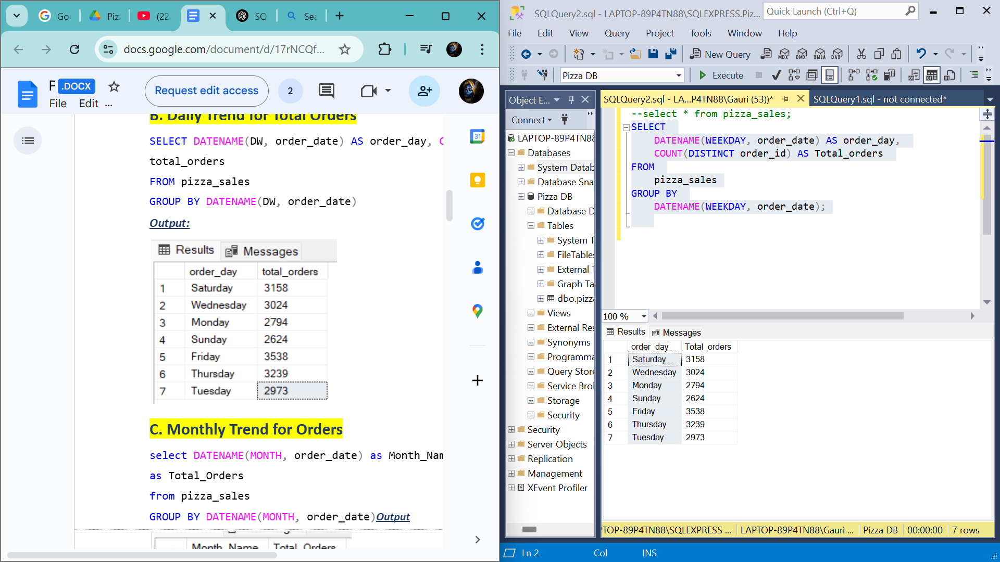 Go
Piz
(22
SQ
Sea
docs.google.com/document/d/17rNCQf...
P .DOCX
Request edit access
2
File Edit ...
B. Daily Trend for Total Orders
SELECT DATENAME(DW, order_date) AS order_day, C
total_orders
FROM pizza_sales
GROUP BY DATENAME(DW, order_date)
Output:
Results Messages
order_day total_orders
1 Saturday 3158
2 Wednesday 3024
3 Monday 2794
4 Sunday 2624
5 Friday 3538
6 Thursday 3239
7 Tuesday 2973
C. Monthly Trend for Orders
select DATENAME(MONTH, order_date) as Month_Nam
as Total_Orders
from pizza_sales
GROUP BY DATENAME(MONTH, order_date)Output
Month_Name Total_Orders
31
SQLQuery2.sql - LAPTOP-89P4TN88\SQLEXPRESS.Piz...
Quick Launch (Ctrl+Q)
File Edit View Query Project Tools Window Help
New Query MDX DMX XMLA DAX
Pizza DB Execute
Object E...
Connect
LAPTOP-89P4TN88
Databases
System Datab
Database Sna
Pizza DB
Database D
Tables
System T
FileTables
External T
Graph Ta
dbo.pizza
Views
External Res
Synonyms
Programma
Query Store
Service Bro
Storage
Security
Security
Server Objects
Replication
Management
XEvent Profiler
SQLQuery2.sql - LA...P4TN88\Gauri (53))* SQLQuery1.sql - not connected*
--select * from pizza_sales;
SELECT
DATENAME(WEEKDAY, order_date) AS order_day,
COUNT(DISTINCT order_id) AS Total_orders
FROM
pizza_sales
GROUP BY
DATENAME(WEEKDAY, order_date);
100 %
Results Messages
order_day Total_orders
1 Saturday 3158
2 Wednesday 3024
3 Monday 2794
4 Sunday 2624
5 Friday 3538
6 Thursday 3239
7 Tuesday 2973
TOP-89P4TN88\SQLEXPRESS ... LAPTOP-89P4TN88\Gauri ... Pizza DB 00:00:00 7 rows
Ln 2 Col INS